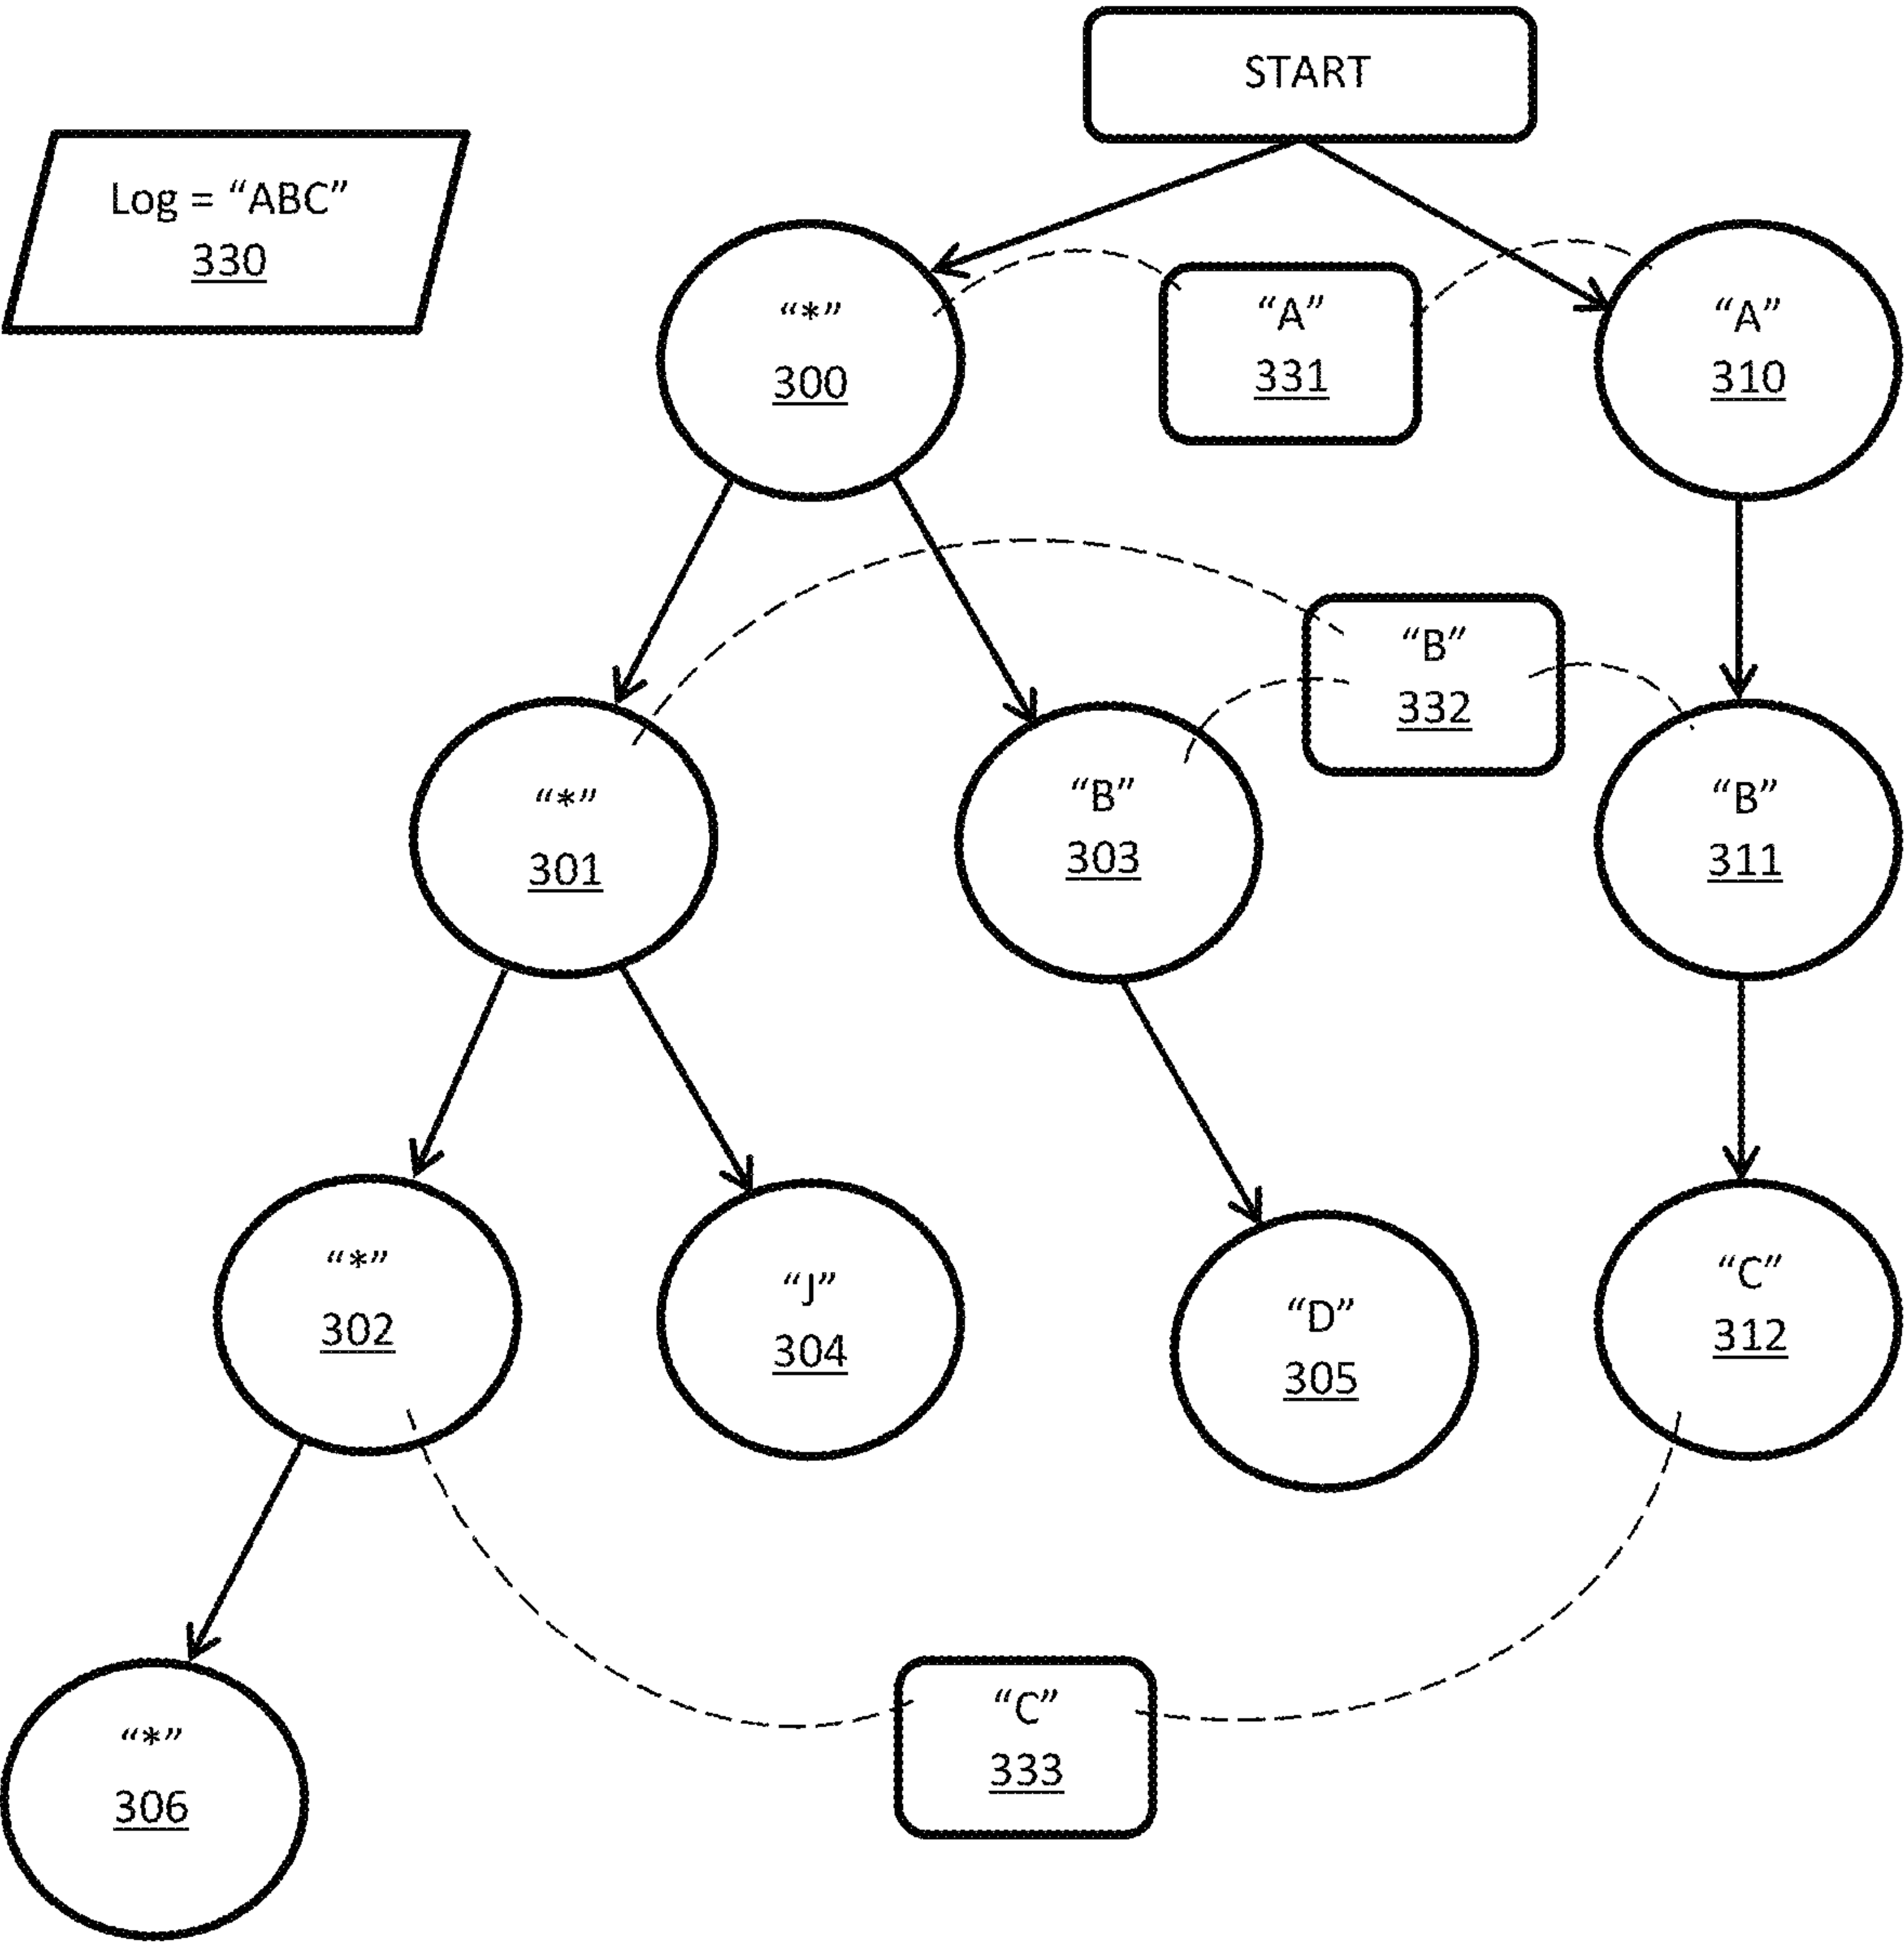 START
Log = “ABC”
330
“*”
300
“A”
331
“A”
310
“B”
332
“*”
301
“B”
303
“B”
311
“*”
302
“J”
304
“D”
305
“C”
312
“*”
306
“C”
333